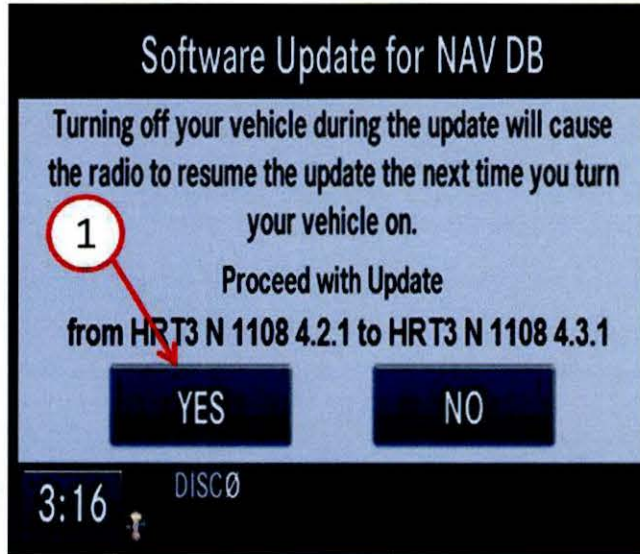 Software Update for NAV DB
Turning off your vehicle during the update will cause
the radio to resume the update the next time you turn
your vehicle on.
1
Proceed with Update
from HRT3 N 1108 4.2.1 to HRT3 N 1108 4.3.1
YES NO
DISCØ
3:16